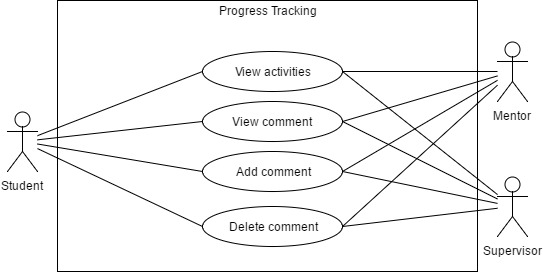 Progress Tracking
View activities
View comment
Add comment
Delete comment
Student
Mentor
Supervisor